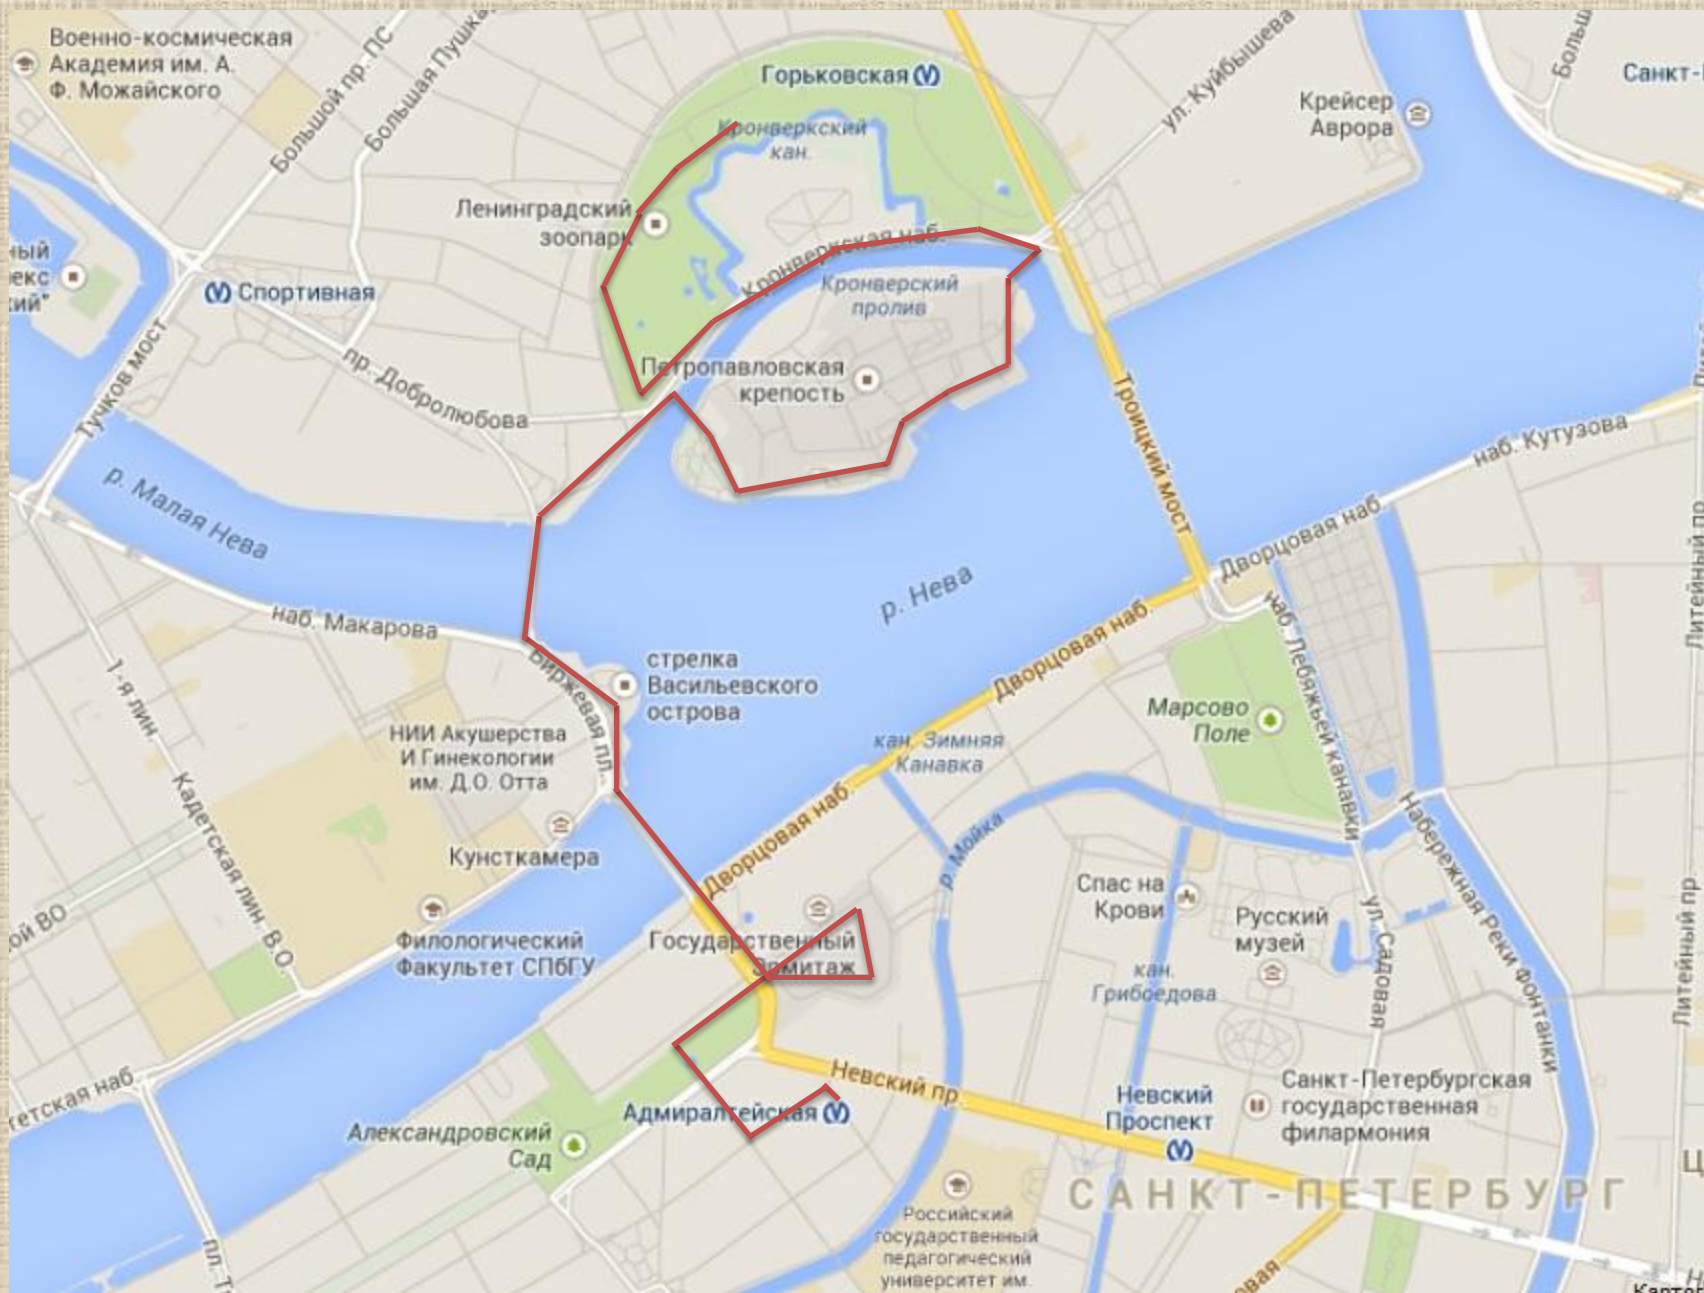 Военно-космическая
Академия им. А.
Ф. Можайского
Большой пр. ПС
Большая
Горьковская
ул. Куйбышева
Крейсер
Аврора
Кронверкский
кан.
Ленинградский
зоопарк
Спортивная
Кронверкская наб.
Кронверский
пролив
Петропавловская
крепость
Тучков мост
пр. Добролюбова
Троицкий мост
наб. Кутузова
Дворцовая наб
р. Малая Нева
р. Нева
наб. Макарова
Биржевая пл.
стрелка
Васильевского
острова
Дворцовая наб.
наб. Лебяжьей канавки
Марсово
Поле
1-я лин.
НИИ Акушерства
И Гинекологии
им. Д.О. Отта
кан. Зимняя
Канавка
Кадетская лин. В.О.
Кунсткамера
Дворцовая наб.
р. Мойка
Набережная Реки Фонтанки
Литейный пр
Литейный пр
Спас на
Крови
Русский
музей
ул. Садовая
Филологический
Факультет СПбГУ
Государственный
Эрмитаж
кан.
Грибоедова
Невский пр.
Адмиралтейская
Александровский
Сад
Невский
Проспект
Санкт-Петербургская
государственная
филармония
САНКТ-ПЕТЕРБУРГ
Российский
государственный
педагогический
университет им.